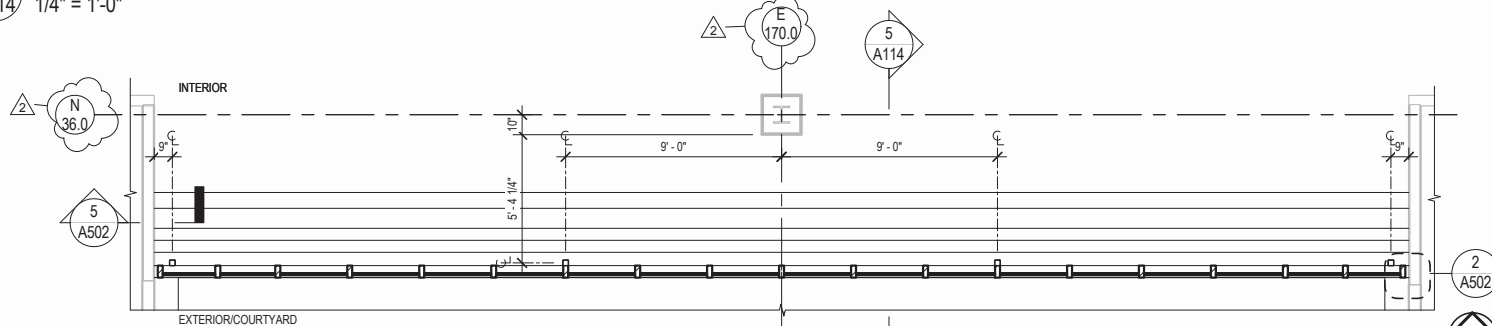 14 1/4" = 1'-0"
2
E
170.0
5
A114
INTERIOR
2
N
36.0
10"
9"
9' - 0"
9' - 0"
9"
5' - 4 1/4"
5
A502
2
A502
EXTERIOR/COURTYARD